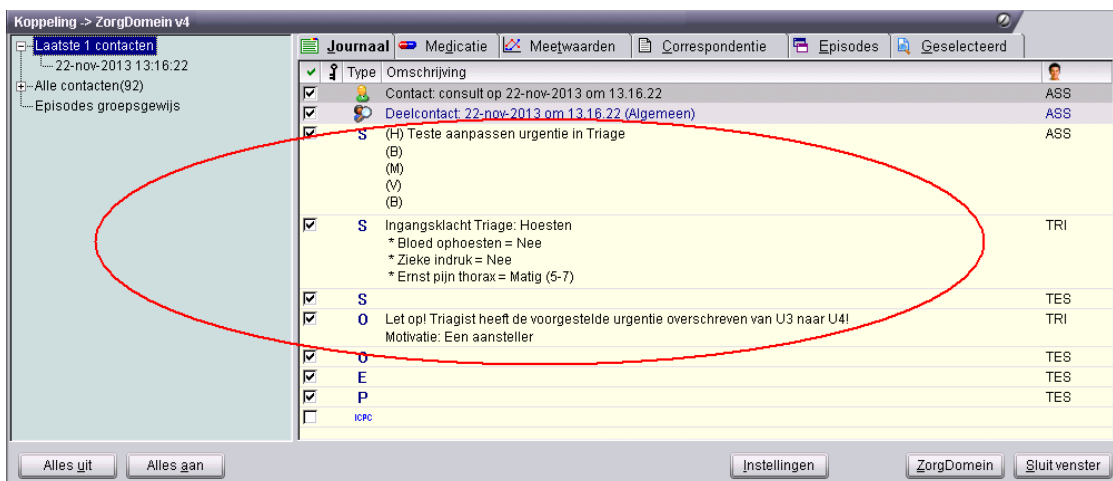 Koppeling -> ZorgDomein v4
Laatste 1 contacten
22-nov-2013 13:16:22
Alle contacten(92)
Episodes groepsgewijs
Journaal Medicatie Meetwaarden Correspondentie Episodes Geselecteerd
Type Omschrijving
Contact: consult op 22-nov-2013 om 13.16.22 ASS
Deelcontact: 22-nov-2013 om 13.16.22 (Algemeen) ASS
S (H) Teste aanpassen urgentie in Triage ASS
(B)
(M)
(V)
(B)
S Ingangsklacht Triage: Hoesten TRI
* Bloed ophoesten = Nee
* Zieke indruk = Nee
* Ernst pijn thorax = Matig (5-7)
S TES
O Let op! Triagist heeft de voorgestelde urgentie overschreven van U3 naar U4! TRI
Motivatie: Een aansteller
O TES
E TES
P TES
ICPC
Alles uit Alles aan Instellingen ZorgDomein Sluit venster